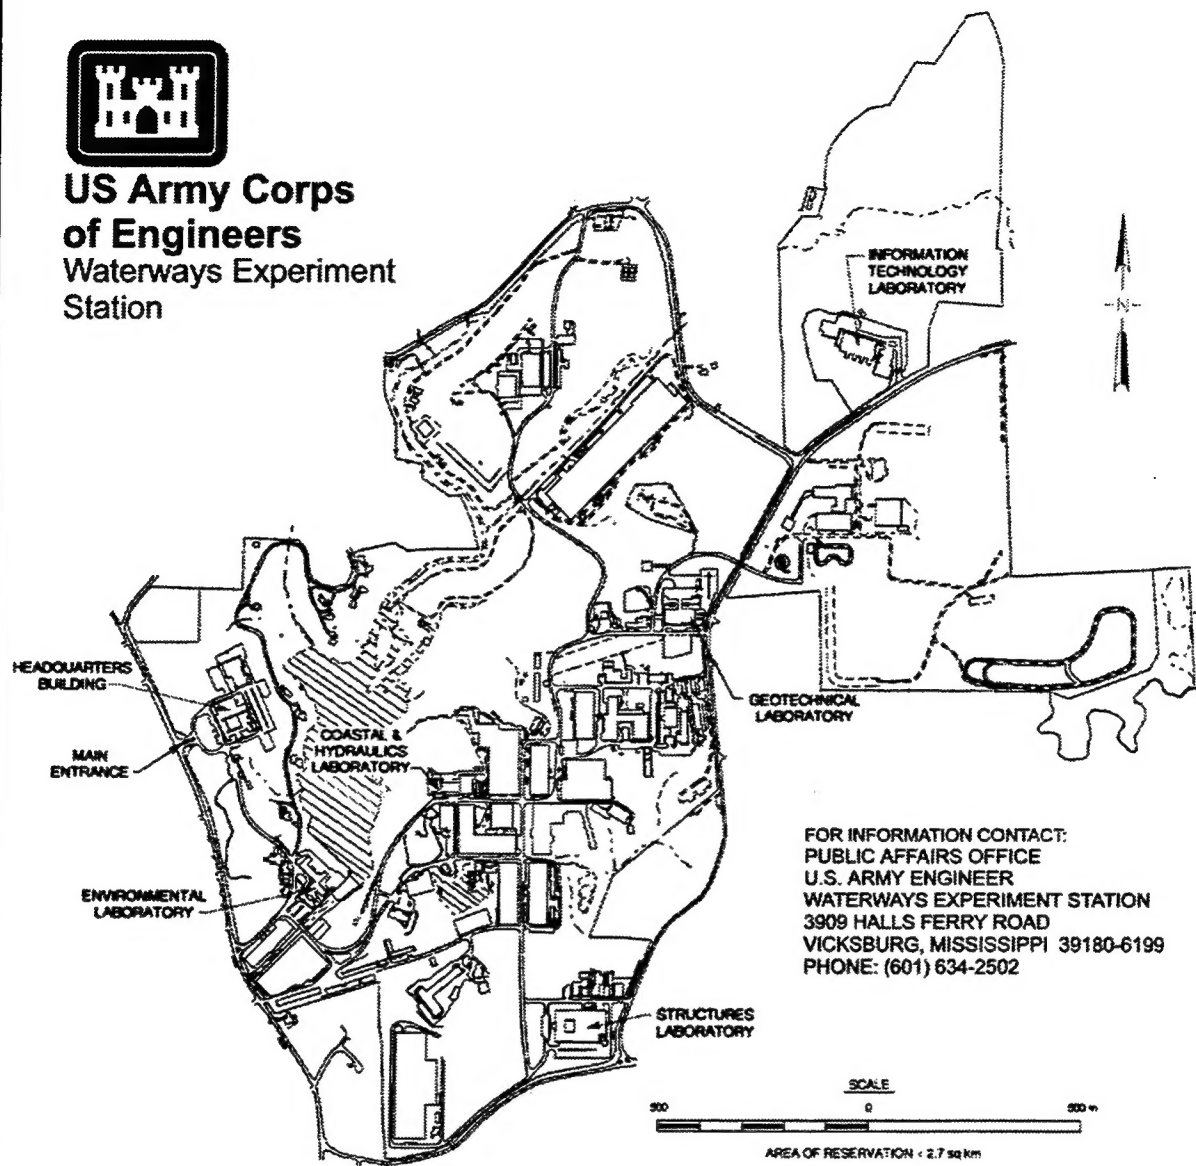 US Army Corps
of Engineers
Waterways Experiment
Station
INFORMATION
TECHNOLOGY
LABORATORY
N
HEADQUARTERS
BUILDING
MAIN
ENTRANCE
COASTAL &
HYDRAULICS
LABORATORY
GEOTECHNICAL
LABORATORY
ENVIRONMENTAL
LABORATORY
STRUCTURES
LABORATORY
FOR INFORMATION CONTACT:
PUBLIC AFFAIRS OFFICE
U.S. ARMY ENGINEER
WATERWAYS EXPERIMENT STATION
3909 HALLS FERRY ROAD
VICKSBURG, MISSISSIPPI 39180-6199
PHONE: (601) 634-2502
SCALE
500 0 500 m
AREA OF RESERVATION < 2.7 sq km